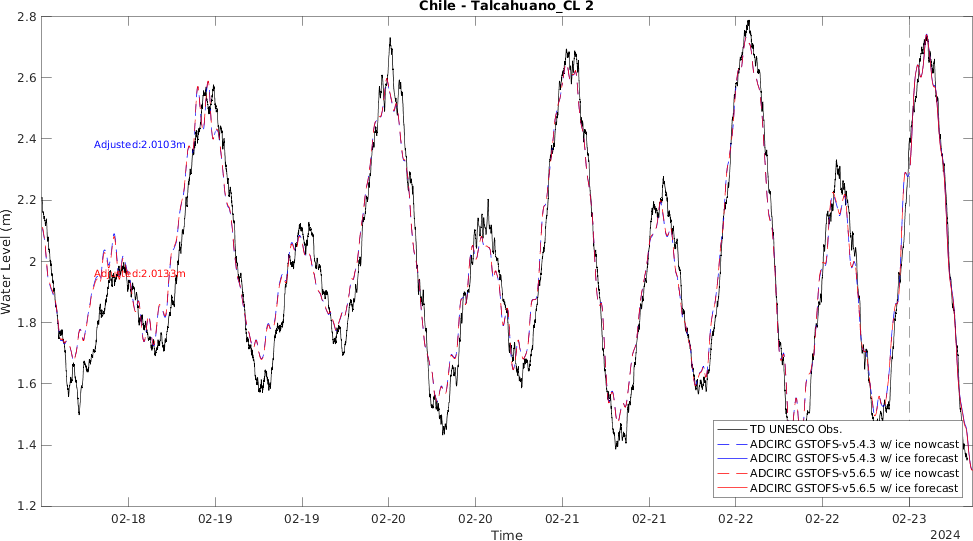 Chile - Talcahuano_CL 2
2.8
2.6
2.4
2.2
2
1.8
1.6
1.4
1.2
Water Level (m)
Adjusted:2.0103m
Adjusted:2.0133m
TD UNESCO Obs.
ADCIRC GSTOFS-v5.4.3 w/ ice nowcast
ADCIRC GSTOFS-v5.4.3 w/ ice forecast
ADCIRC GSTOFS-v5.6.5 w/ ice nowcast
ADCIRC GSTOFS-v5.6.5 w/ ice forecast
02-18 02-19 02-19 02-20 02-20 02-21 02-21 02-22 02-22 02-23
Time
2024